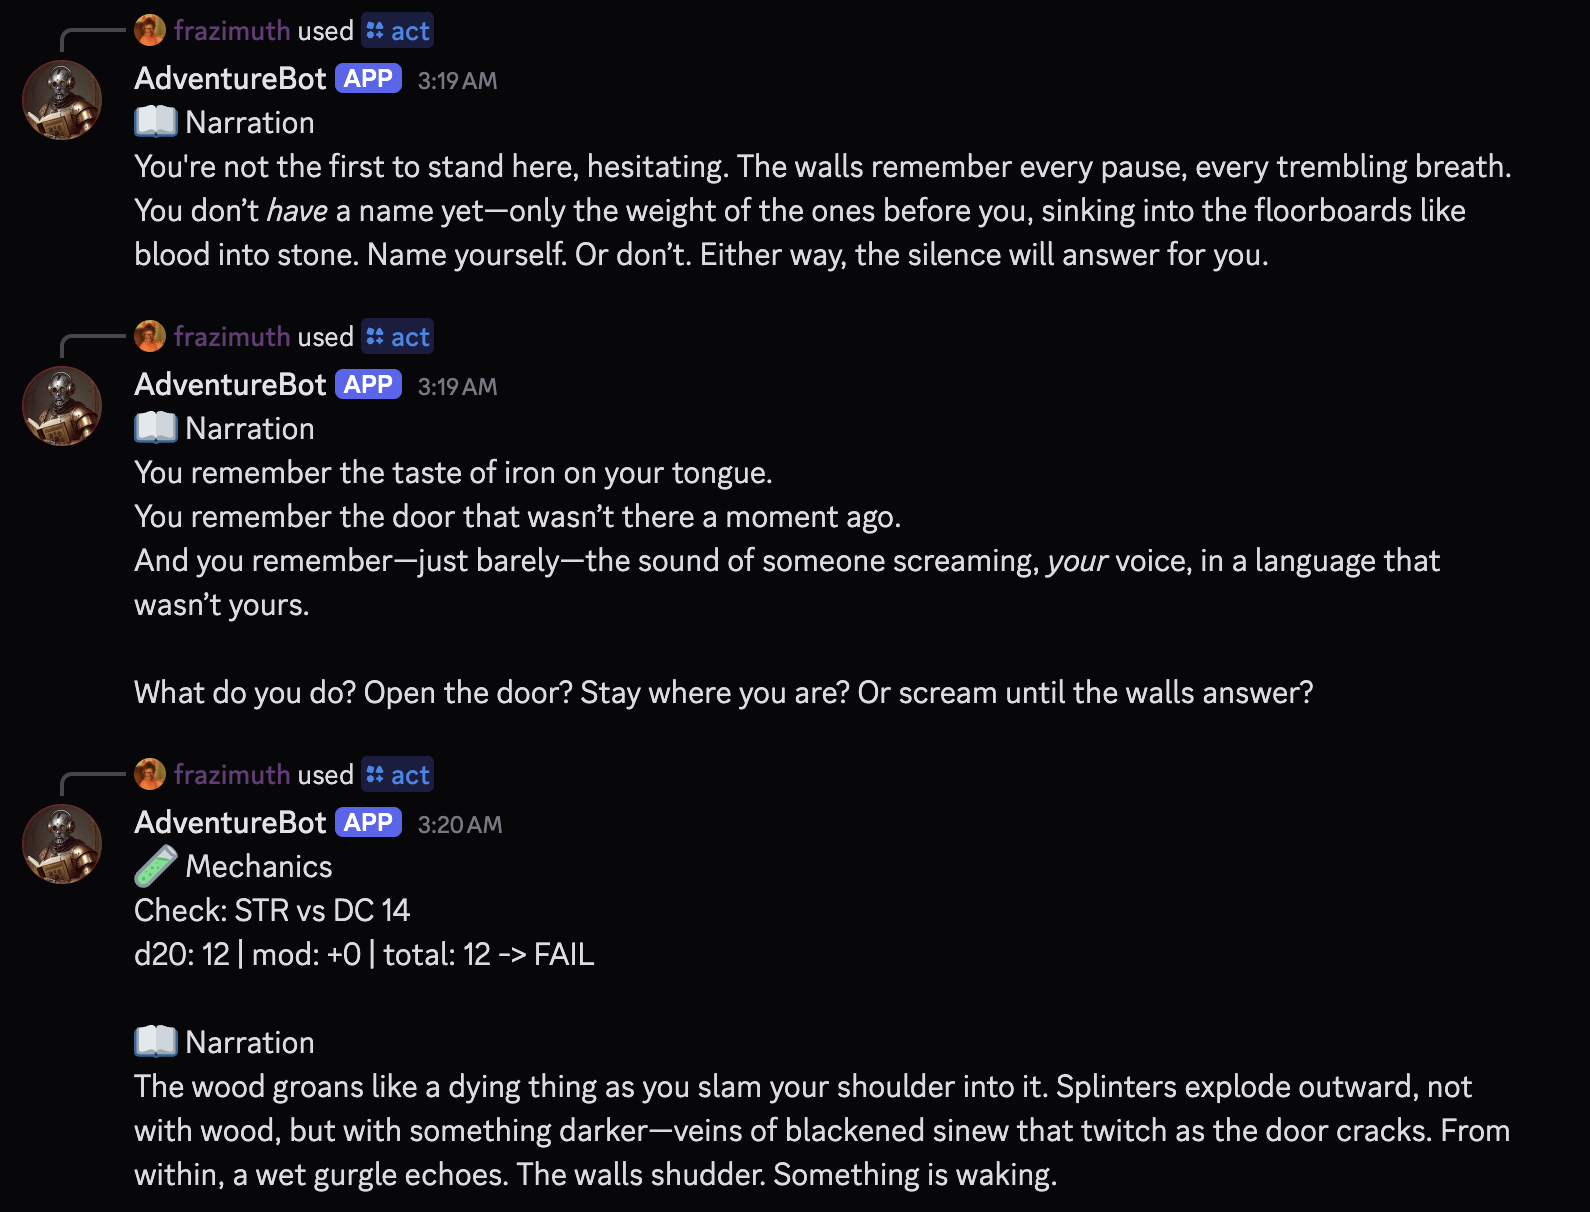 frazimuth used act
AdventureBot APP 3:19 AM
Narration
You're not the first to stand here, hesitating. The walls remember every pause, every trembling breath.
You don’t have a name yet—only the weight of the ones before you, sinking into the floorboards like
blood into stone. Name yourself. Or don’t. Either way, the silence will answer for you.
frazimuth used act
AdventureBot APP 3:19 AM
Narration
You remember the taste of iron on your tongue.
You remember the door that wasn’t there a moment ago.
And you remember—just barely—the sound of someone screaming, your voice, in a language that
wasn’t yours.
What do you do? Open the door? Stay where you are? Or scream until the walls answer?
frazimuth used act
AdventureBot APP 3:20 AM
Mechanics
Check: STR vs DC 14
d20: 12 | mod: +0 | total: 12 -> FAIL
Narration
The wood groans like a dying thing as you slam your shoulder into it. Splinters explode outward, not
with wood, but with something darker—veins of blackened sinew that twitch as the door cracks. From
within, a wet gurgle echoes. The walls shudder. Something is waking.